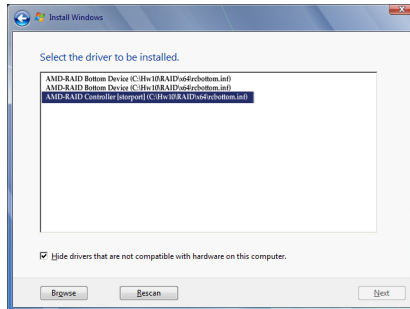 Install Windows
Select the driver to be installed.
AMD-RAID Bottom Device (C:\Hw10\RAID\x64\rcbottom.inf)
AMD-RAID Bottom Device (C:\Hw10\RAID\x64\rcbottom.inf)
AMD-RAID Controller [storport] (C:\Hw10\RAID\x64\rcbottom.inf)
Hide drivers that are not compatible with hardware on this computer.
Browse Rescan Next